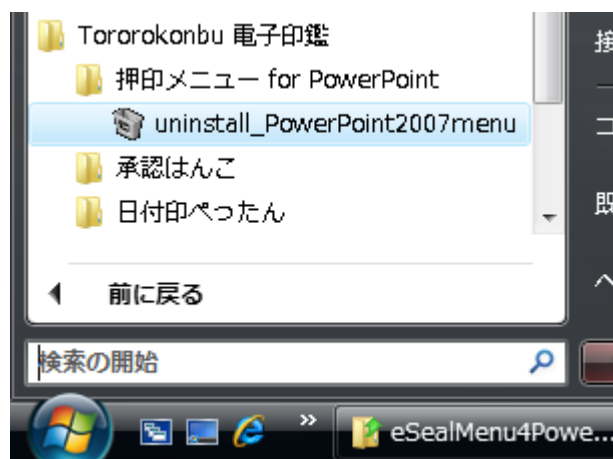 Tororokonbu 電子印鑑
押印メニュー for PowerPoint
uninstall_PowerPoint2007menu
承認はんこ
日付印ぺったん
前に戻る
検索の開始
eSealMenu4Powe...